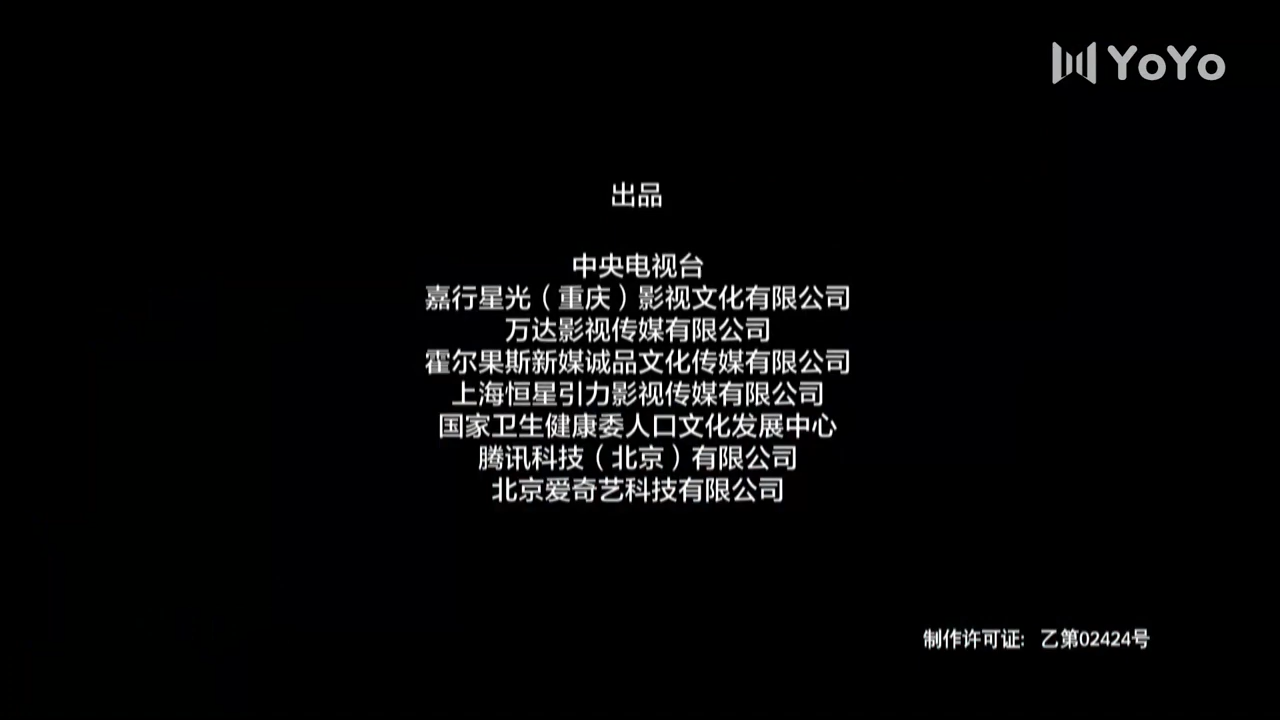 YoYo
出品
中央电视台
嘉行星光（重庆）影视文化有限公司
万达影视传媒有限公司
霍尔果斯新媒诚品文化传媒有限公司
上海恒星引力影视传媒有限公司
国家卫生健康委人口文化发展中心
腾讯科技（北京）有限公司
北京爱奇艺科技有限公司
制作许可证: 乙第02424号